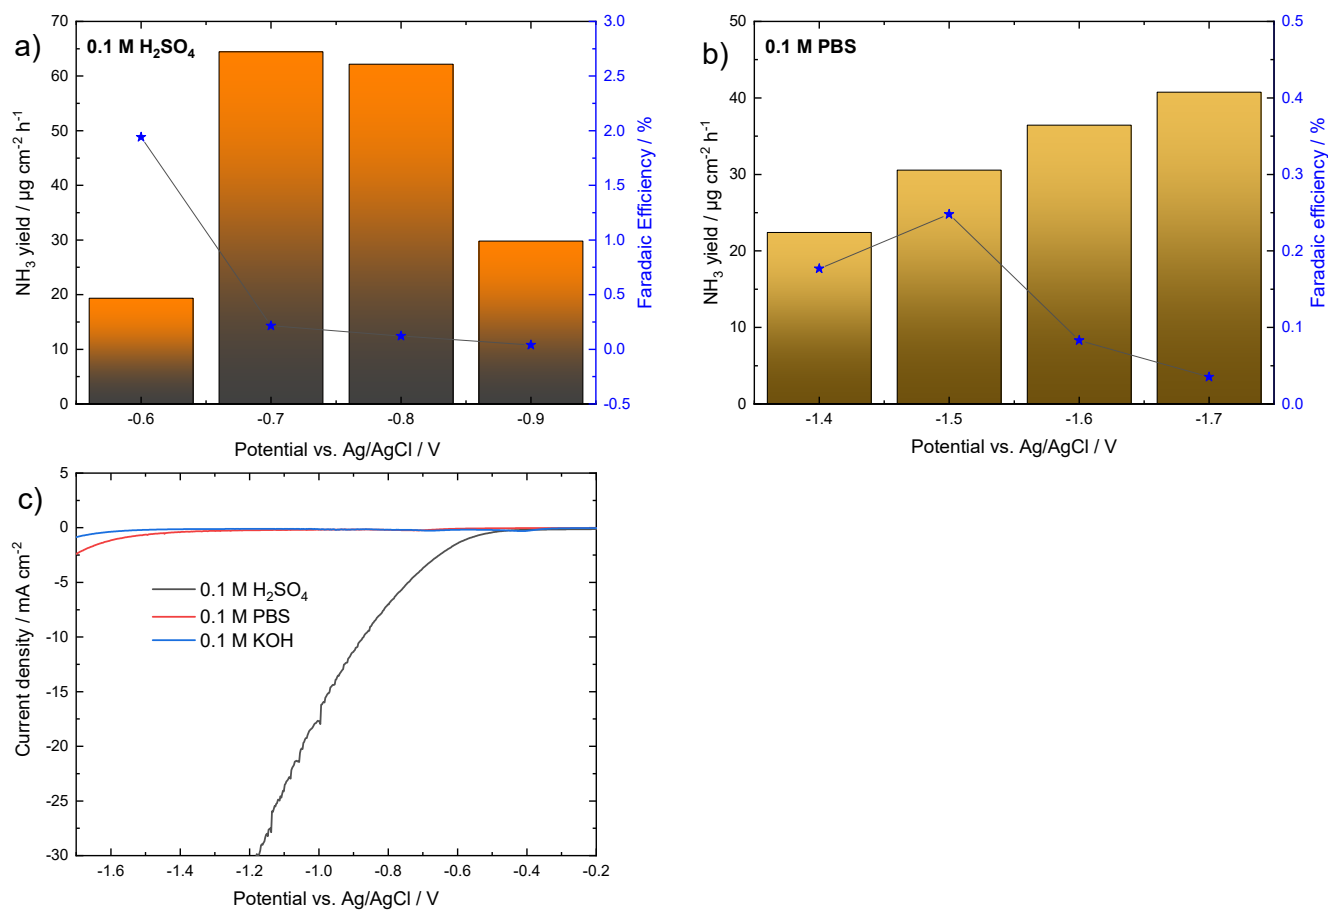 a)
0.1 M H₂SO₄
NH₃ yield / µg cm⁻² h⁻¹
70
60
50
40
30
20
10
0
3.0
2.5
2.0
1.5
1.0
0.5
0.0
-0.5
Faradaic Efficiency / %
-0.6 -0.7 -0.8 -0.9
Potential vs. Ag/AgCl / V
b)
0.1 M PBS
NH₃ yield / µg cm⁻² h⁻¹
50
40
30
20
10
0
0.5
0.4
0.3
0.2
0.1
0.0
Faradaic efficiency / %
-1.4 -1.5 -1.6 -1.7
Potential vs. Ag/AgCl / V
c)
Current density / mA cm⁻²
5
0
-5
-10
-15
-20
-25
-30
0.1 M H₂SO₄
0.1 M PBS
0.1 M KOH
-1.6 -1.4 -1.2 -1.0 -0.8 -0.6 -0.4 -0.2
Potential vs. Ag/AgCl / V